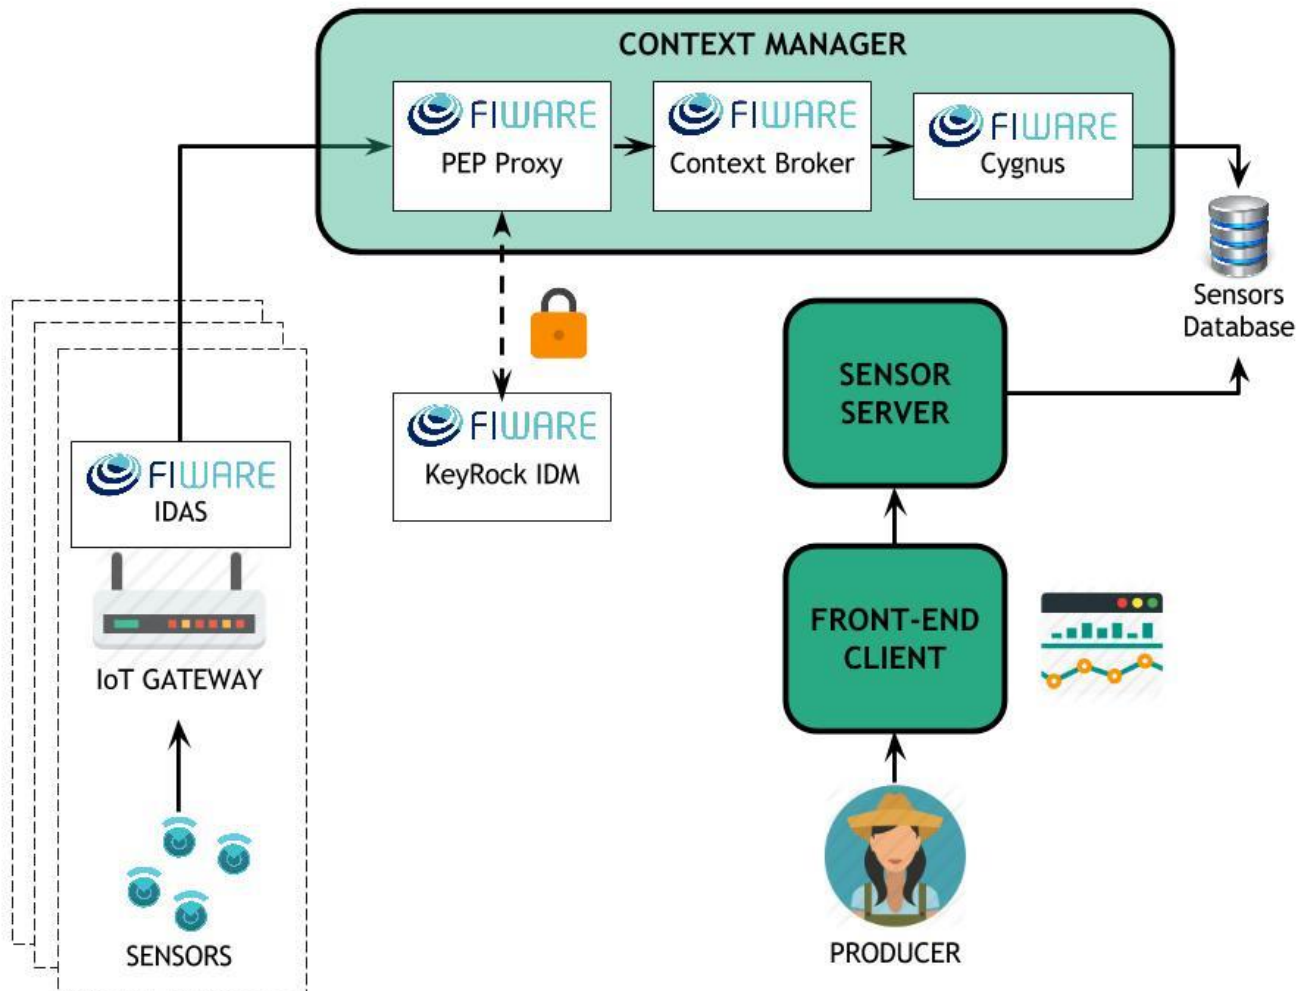 CONTEXT MANAGER
FIWARE
PEP Proxy
FIWARE
Context Broker
FIWARE
Cygnus
Sensors
Database
FIWARE
KeyRock IDM
SENSOR
SERVER
FIWARE
IDAS
IoT GATEWAY
SENSORS
FRONT-END
CLIENT
PRODUCER